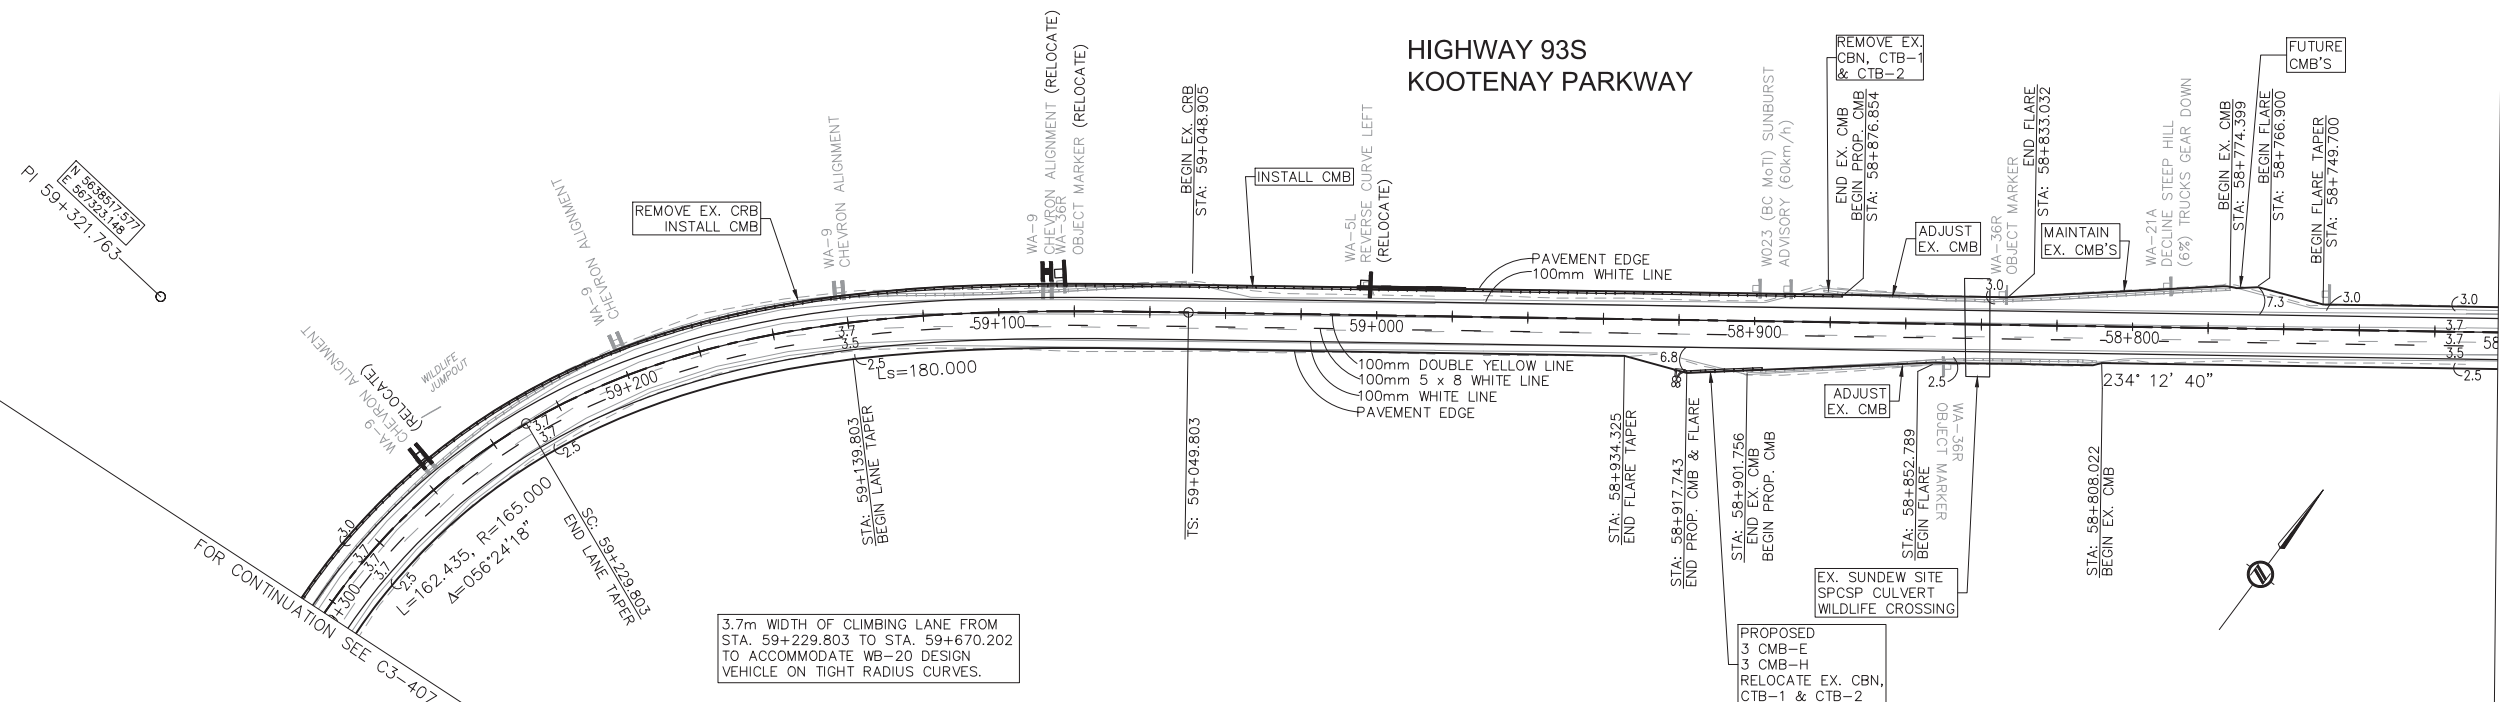 HIGHWAY 93S
KOOTENAY PARKWAY
N 5638517.577
E 567323.148
PI 59+321.763
WA-9
CHEVRON ALIGNMENT
(RELOCATE)
WILDLIFE
JUMPOUT
WA-9
CHEVRON ALIGNMENT
REMOVE EX. CRB
INSTALL CMB
WA-9
CHEVRON ALIGNMENT
WA-9
CHEVRON ALIGNMENT (RELOCATE)
WA-36R
OBJECT MARKER (RELOCATE)
BEGIN EX. CRB
STA: 59+048.905
INSTALL CMB
WA-5L
REVERSE CURVE LEFT
(RELOCATE)
PAVEMENT EDGE
100mm WHITE LINE
W023 (BC MoTI) SUNBURST
ADVISORY (60km/h)
REMOVE EX.
CBN, CTB-1
& CTB-2
END EX. CMB
BEGIN PROP. CMB
STA: 58+876.854
ADJUST
EX. CMB
WA-36R
OBJECT MARKER
END FLARE
STA: 58+833.032
MAINTAIN
EX. CMB'S
WA-21A
DECLINE STEEP HILL
(6%) TRUCKS GEAR DOWN
BEGIN EX. CMB
STA: 58+774.399
BEGIN FLARE
STA: 58+766.900
FUTURE
CMB'S
BEGIN FLARE TAPER
STA: 58+749.700
3.0
7.3
3.0
3.0
3.7
3.7
3.5
2.5
58
58+800
58+900
59+000
59+100
59+200
+300
3.7
3.5
2.5
3.7
3.7
2.5
3.0
3.7
3.7
2.5
6.8
2.5
234° 12' 40"
Ls=180.000
L=162.435, R=165.000
Δ=056°24'18"
100mm DOUBLE YELLOW LINE
100mm 5 x 8 WHITE LINE
100mm WHITE LINE
PAVEMENT EDGE
SC: 59+229.803
END LANE TAPER
STA: 59+139.803
BEGIN LANE TAPER
TS: 59+049.803
STA: 58+934.325
END FLARE TAPER
STA: 58+917.743
END PROP. CMB & FLARE
STA: 58+901.756
END EX. CMB
BEGIN PROP. CMB
ADJUST
EX. CMB
STA: 58+852.789
BEGIN FLARE
WA-36R
OBJECT MARKER
STA: 58+808.022
BEGIN EX. CMB
EX. SUNDEW SITE
SPCSP CULVERT
WILDLIFE CROSSING
PROPOSED
3 CMB-E
3 CMB-H
RELOCATE EX. CBN,
CTB-1 & CTB-2
3.7m WIDTH OF CLIMBING LANE FROM
STA. 59+229.803 TO STA. 59+670.202
TO ACCOMMODATE WB-20 DESIGN
VEHICLE ON TIGHT RADIUS CURVES.
FOR CONTINUATION SEE C3-407